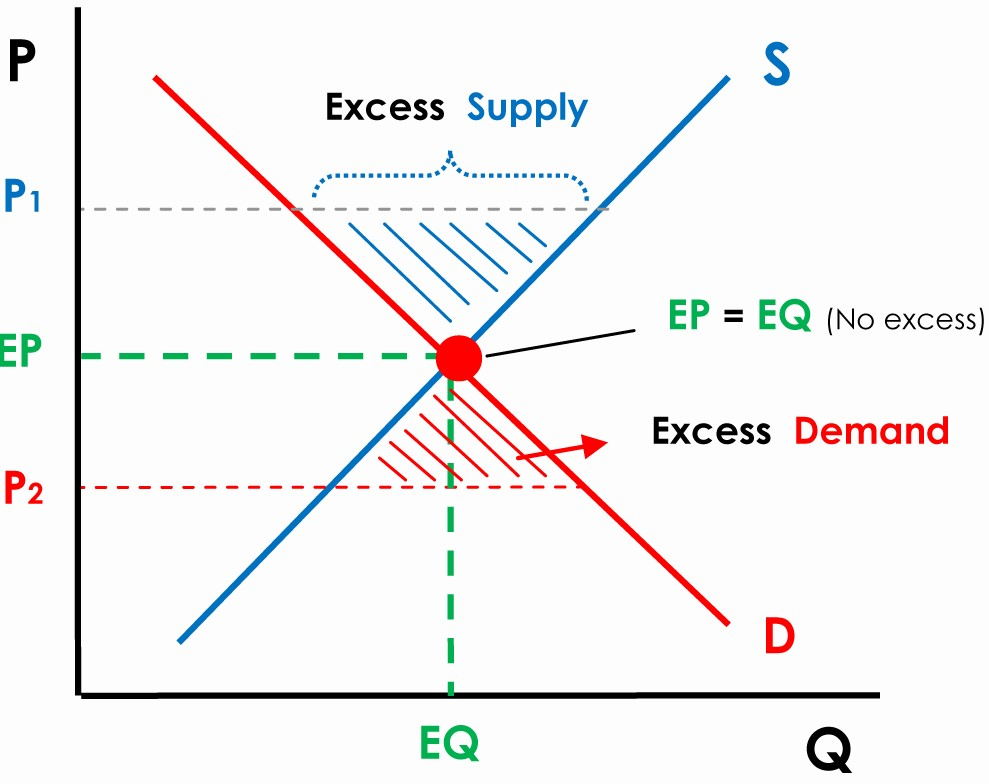 P
S
Excess Supply
P1
EP = EQ (No excess)
EP
Excess Demand
P2
D
EQ
Q